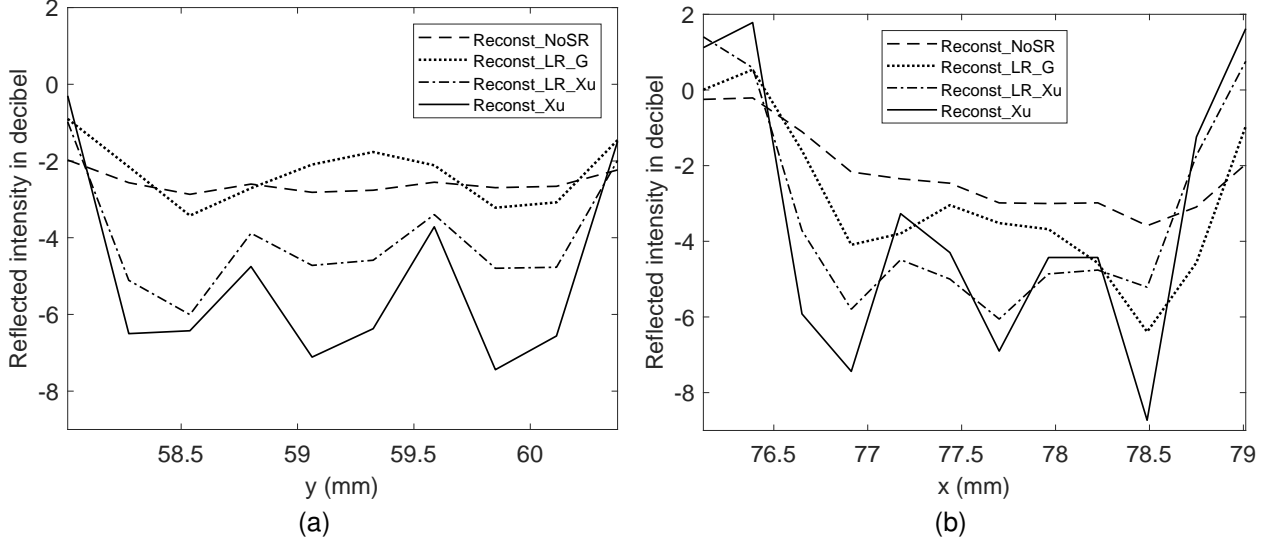 2
0
-2
-4
-6
-8
Reflected intensity in decibel
58.5 59 59.5 60
y (mm)
Reconst_NoSR
Reconst_LR_G
Reconst_LR_Xu
Reconst_Xu
(a)
2
0
-2
-4
-6
-8
Reflected intensity in decibel
76.5 77 77.5 78 78.5 79
x (mm)
Reconst_NoSR
Reconst_LR_G
Reconst_LR_Xu
Reconst_Xu
(b)